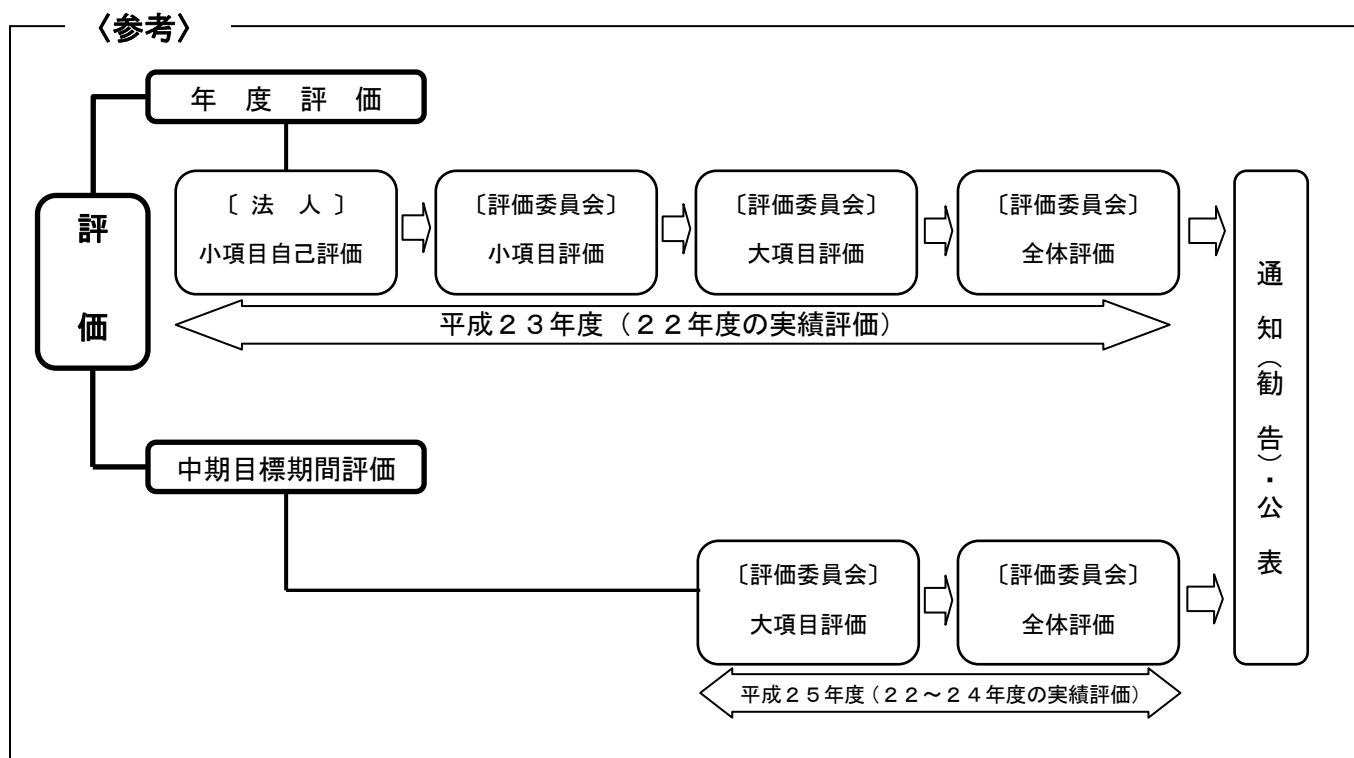 〈参考〉
年　度　評　価
評価
〔　法　人　〕
小項目自己評価
〔評価委員会〕
小項目評価
〔評価委員会〕
大項目評価
〔評価委員会〕
全体評価
平成２３年度（２２年度の実績評価）
通知（勧告）・公表
中期目標期間評価
〔評価委員会〕
大項目評価
〔評価委員会〕
全体評価
平成２５年度（２２～２４年度の実績評価）